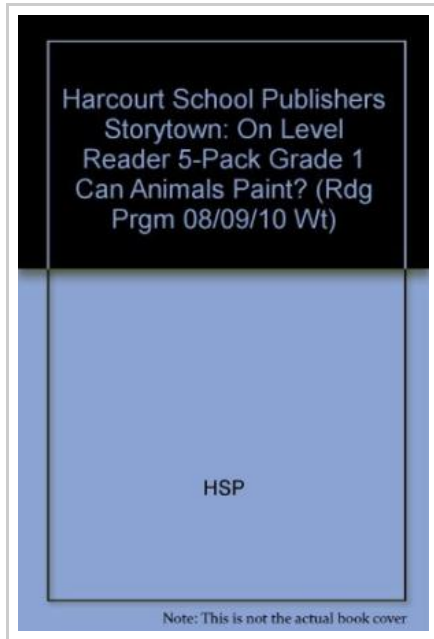 Harcourt School Publishers
Storytown: On Level
Reader 5-Pack Grade 1
Can Animals Paint? (Rdg
Prgm 08/09/10 Wt)
HSP
Note: This is not the actual book cover